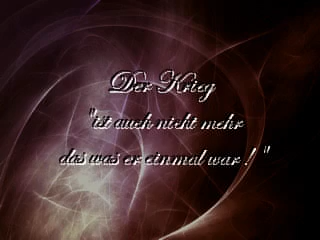 Der Krieg
"ist auch nicht mehr
das was er einmal war ! "